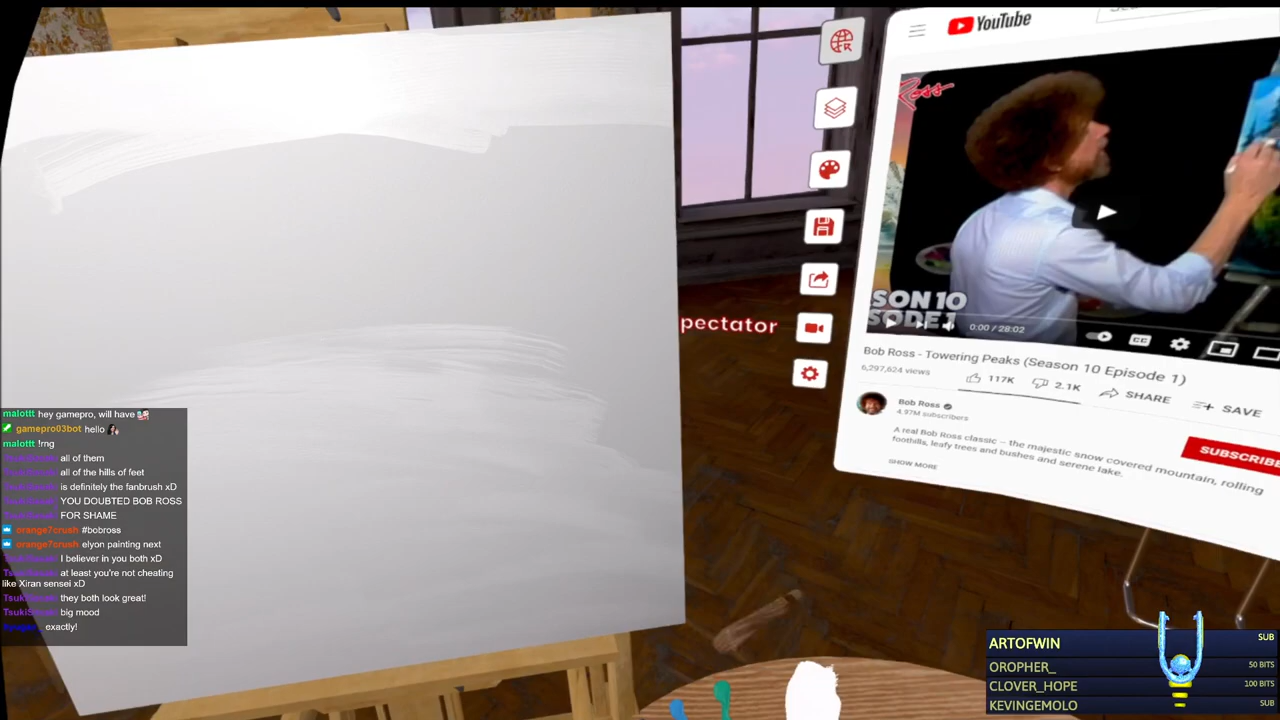 YouTube
Ross
SON 10
SODE 1
0:00 / 28:02
CC
pectator
Bob Ross - Towering Peaks (Season 10 Episode 1)
6,297,624 views
117K
2.1K
SHARE
SAVE
Bob Ross
4.97M subscribers
SUBSCRIBE
A real Bob Ross classic – the majestic snow covered mountain, rolling
foothills, leafy trees and bushes and serene lake.
SHOW MORE
malottt hey gamepro, will have
gamepro03bot hello
malottt !rng
all of them
all of the hills of feet
is definitely the fanbrush xD
YOU DOUBTED BOB ROSS
FOR SHAME
orange7crush #bobross
orange7crush elyon painting next
I believer in you both xD
at least you're not cheating
like Xiran sensei xD
they both look great!
big mood
exactly!
ARTOFWIN SUB
OROPHER_ 50 BITS
CLOVER_HOPE 100 BITS
KEVINGEMOLO SUB